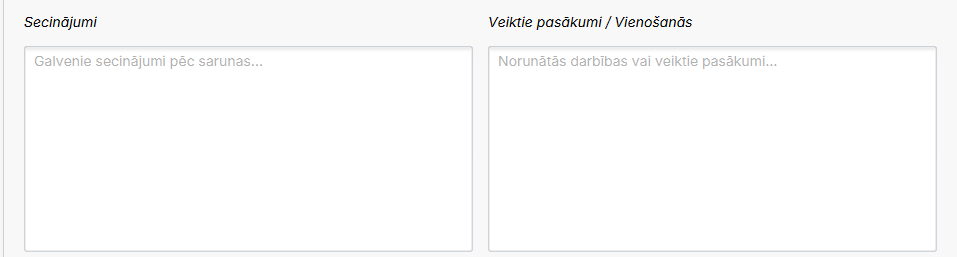 Secinājumi
Veiktie pasākumi / Vienošanās
Galvenie secinājumi pēc sarunas...
Norunātās darbības vai veiktie pasākumi...